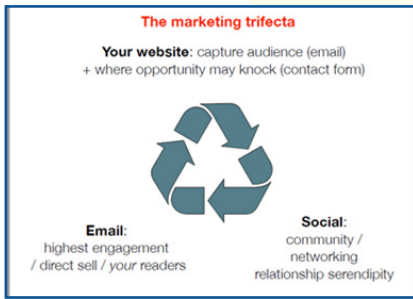 The marketing trifecta
Your website: capture audience (email)
+ where opportunity may knock (contact form)
Email:
highest engagement
/ direct sell / your readers
Social:
community /
networking
relationship serendipity